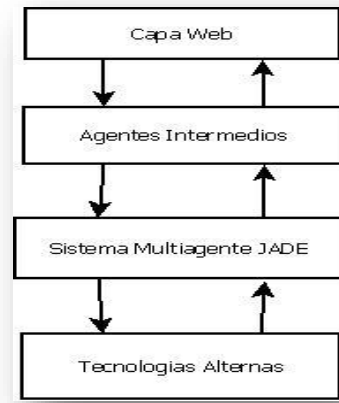 Capa Web
Agentes Intermedios
Sistema Multiagente JADE
Tecnologias Alternas